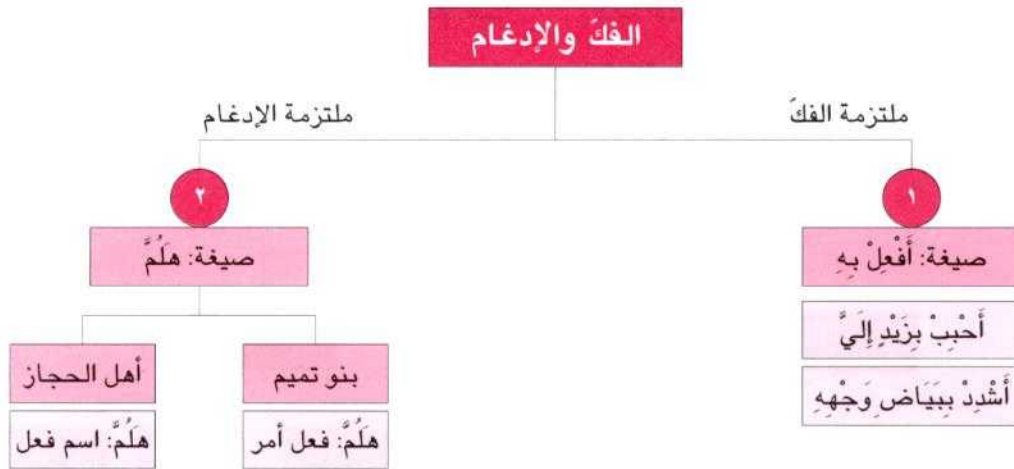 الفكّ والإدغام
ملتزمة الفكّ
١
صيغة: أَفْعِلْ بِهِ
أَحْبِبْ بِزَيْدٍ إِلَيَّ
أَشْدِدْ بِبَيَاضِ وَجْهِهِ
ملتزمة الإدغام
٢
صيغة: هَلُمَّ
بنو تميم
هَلُمَّ: فعل أمر
أهل الحجاز
هَلُمَّ: اسم فعل